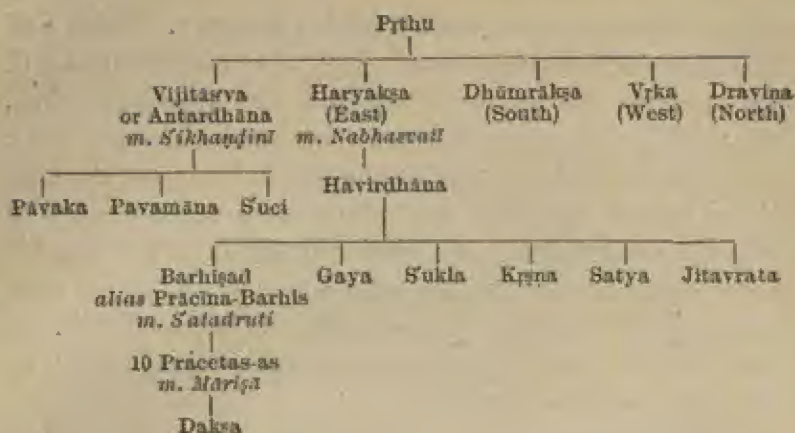 Pṛthu
Vijitāśva Haryakṣa Dhūmrākṣa Vṛka Draviṇa
or Antardhāna (East) (South) (West) (North)
m. Śikhaṇḍinī m. Nabhasvatī
Pāvaka Pavamāna Śuci Havirdhāna
Barhiṣad Gaya Śukla Kṛṣṇa Satya Jitavrata
alias Prācīna-Barhis
m. Śatadruti
10 Prācetas-as
m. Māriṣā
Dakṣa